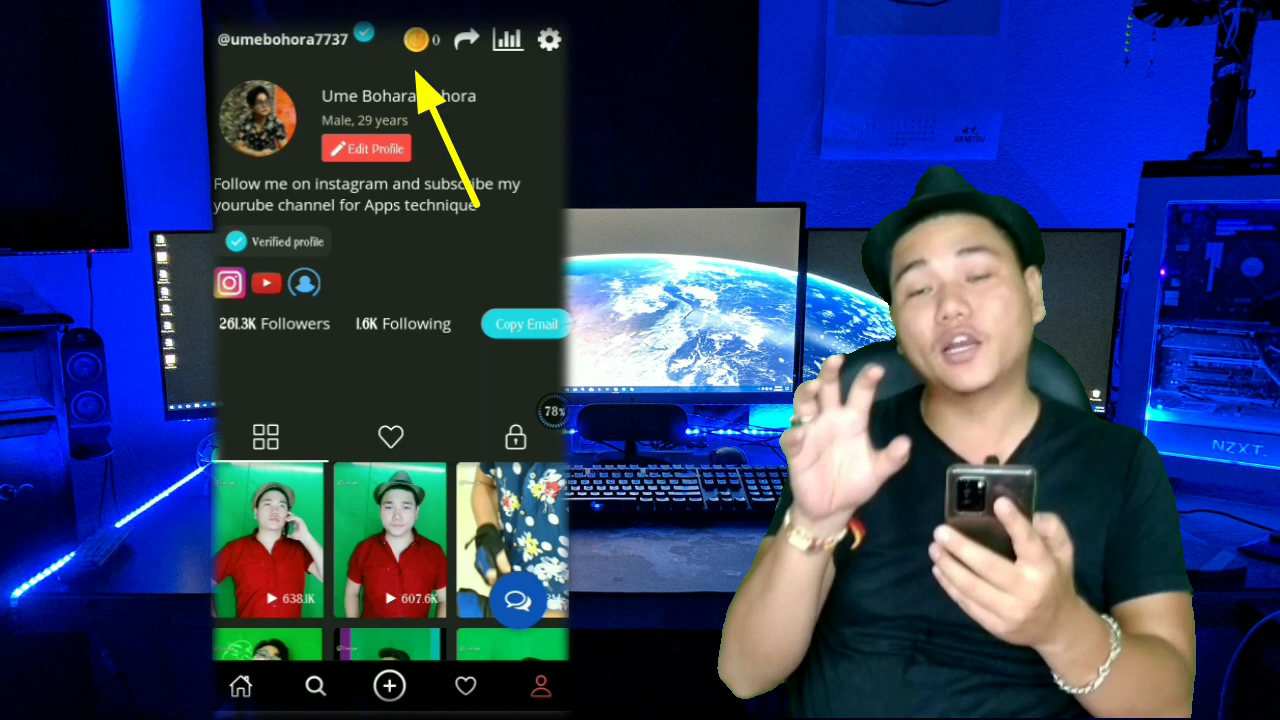 @umebohora7737
0
Ume Bohara
Male, 29 years
Edit Profile
Follow me on instagram and subscribe my
yourube channel for Apps technique
Verified profile
261.3K Followers
1.6K Following
Copy Email
78%
638.1K
607.6K
NZXT.